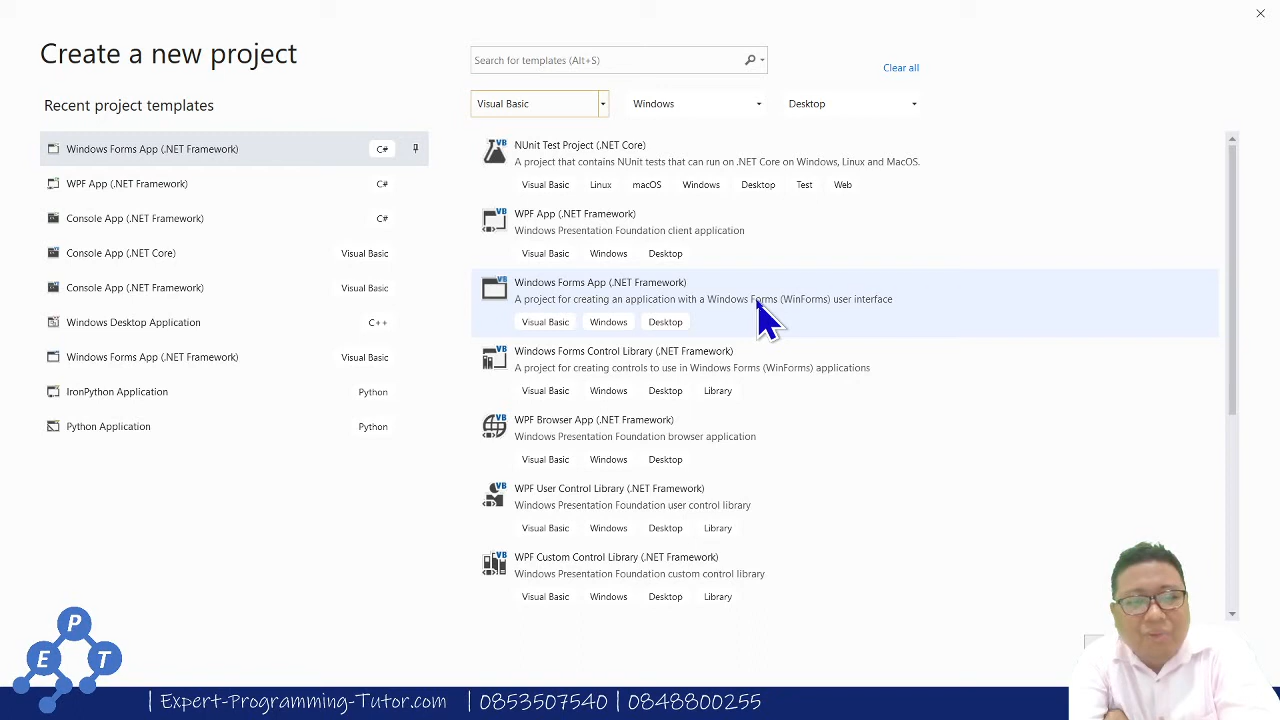 Create a new project
Search for templates (Alt+S)
Clear all
Recent project templates
Visual Basic
Windows
Desktop
Windows Forms App (.NET Framework)
C#
WPF App (.NET Framework)
C#
Console App (.NET Framework)
C#
Console App (.NET Core)
Visual Basic
Console App (.NET Framework)
Visual Basic
Windows Desktop Application
C++
Windows Forms App (.NET Framework)
Visual Basic
IronPython Application
Python
Python Application
Python
VB
NUnit Test Project (.NET Core)
A project that contains NUnit tests that can run on .NET Core on Windows, Linux and MacOS.
Visual Basic Linux macOS Windows Desktop Test Web
VB
WPF App (.NET Framework)
Windows Presentation Foundation client application
Visual Basic Windows Desktop
VB
Windows Forms App (.NET Framework)
A project for creating an application with a Windows Forms (WinForms) user interface
Visual Basic Windows Desktop
VB
Windows Forms Control Library (.NET Framework)
A project for creating controls to use in Windows Forms (WinForms) applications
Visual Basic Windows Desktop Library
VB
WPF Browser App (.NET Framework)
Windows Presentation Foundation browser application
Visual Basic Windows Desktop
VB
WPF User Control Library (.NET Framework)
Windows Presentation Foundation user control library
Visual Basic Windows Desktop Library
VB
WPF Custom Control Library (.NET Framework)
Windows Presentation Foundation custom control library
Visual Basic Windows Desktop Library
P
E T
| Expert-Programming-Tutor.com | 0853507540 | 0848800255